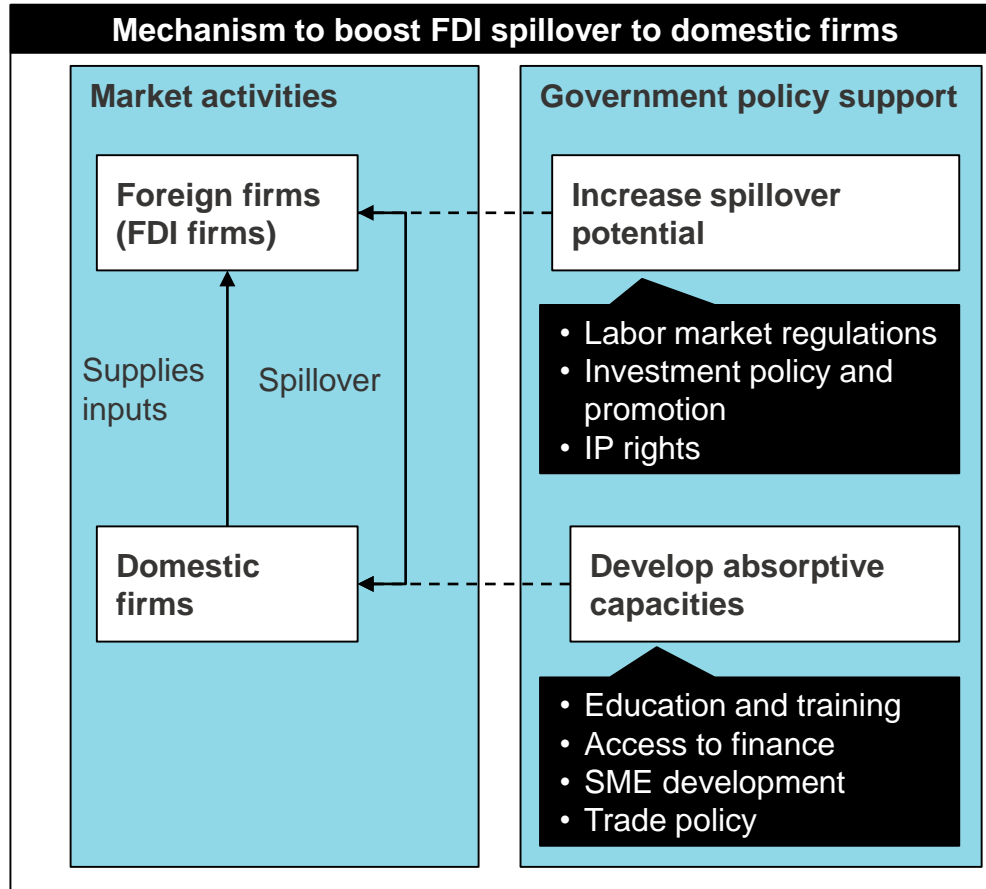 Mechanism to boost FDI spillover to domestic firms
Market activities
Foreign firms
(FDI firms)
Supplies
inputs
Spillover
Domestic
firms
Government policy support
Increase spillover
potential
• Labor market regulations
• Investment policy and
promotion
• IP rights
Develop absorptive
capacities
• Education and training
• Access to finance
• SME development
• Trade policy